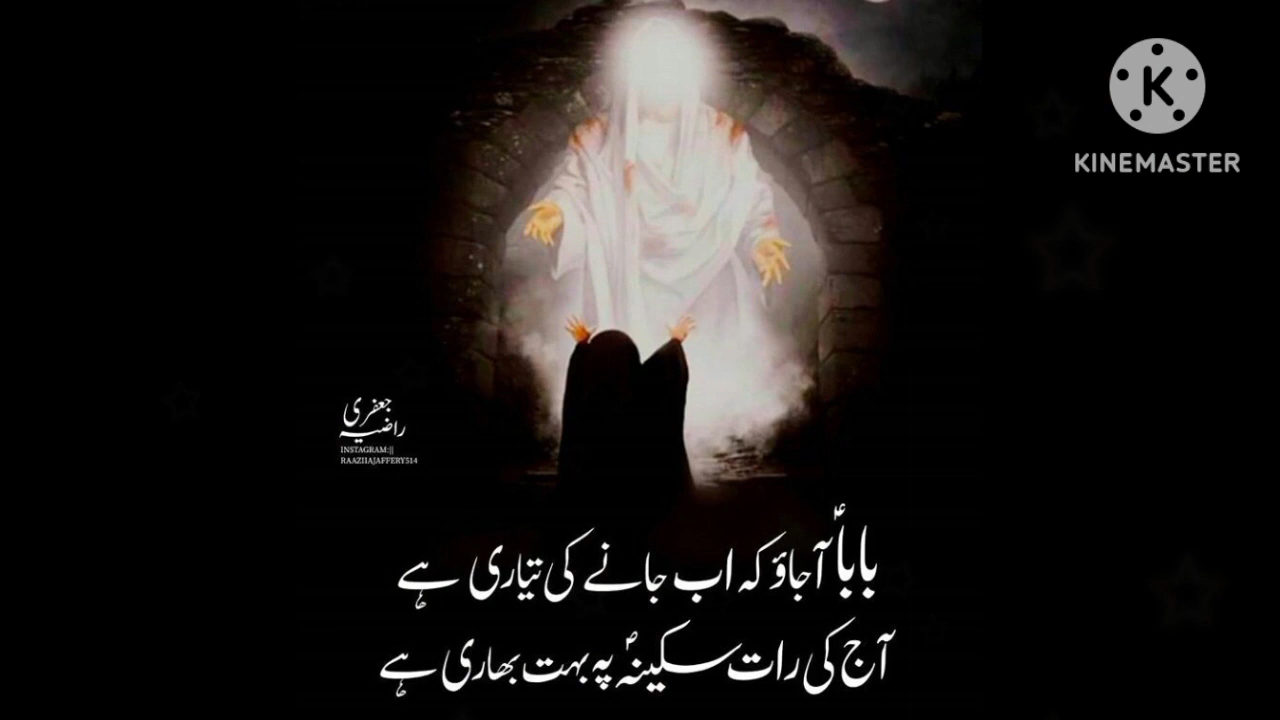 KINEMASTER
جعفری
راضیہ
INSTAGRAM:||
RAAZIIAJAFFERY514
باباؑ آجاؤ کہ اب جانے کی تیاری ہے
آج کی رات سکینہؐ پہ بہت بھاری ہے